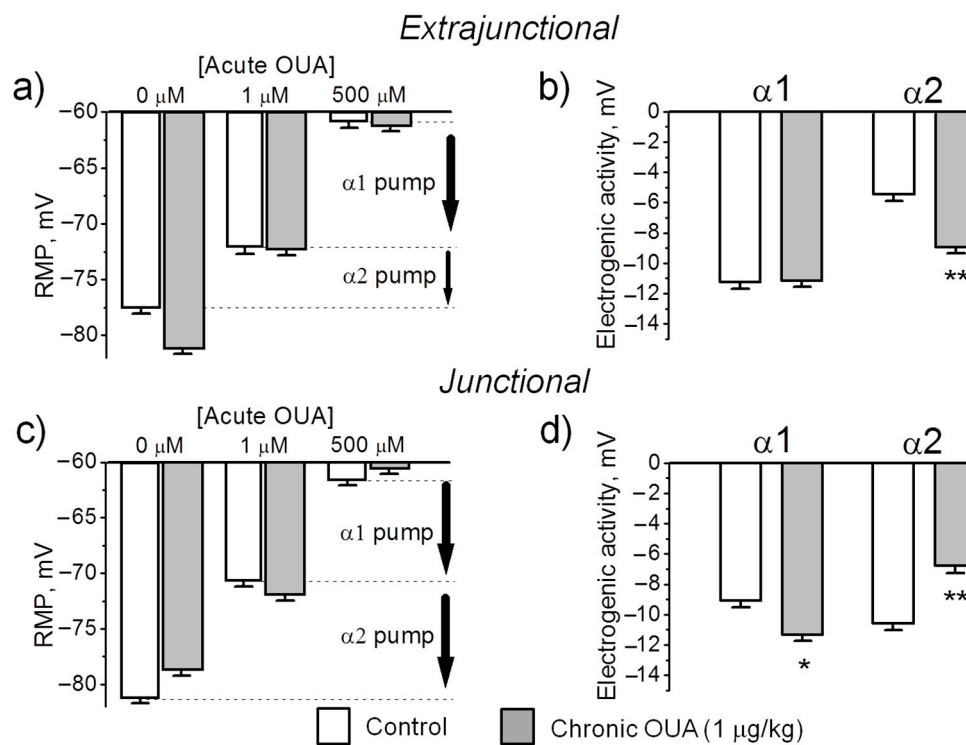 Extrajunctional
a)
[Acute OUA]
0 μM 1 μM 500 μM
RMP, mV
−60
−65
−70
−75
−80
α1 pump
α2 pump
b)
α1 α2
Electrogenic activity, mV
0
−2
−4
−6
−8
−10
−12
−14
**
Junctional
c)
[Acute OUA]
0 μM 1 μM 500 μM
RMP, mV
−60
−65
−70
−75
−80
α1 pump
α2 pump
d)
α1 α2
Electrogenic activity, mV
0
−2
−4
−6
−8
−10
−12
−14
*
**
Control Chronic OUA (1 μg/kg)